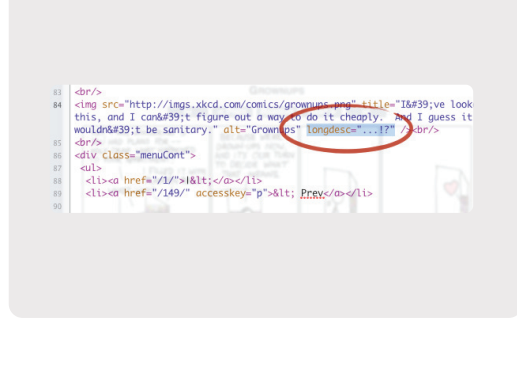 83 <br/>
84 <img src="http://imgs.xkcd.com/comics/grownups.png" title="I&#39;ve look
this, and I can&#39;t figure out a way to do it cheaply. And I guess it
wouldn&#39;t be sanitary." alt="Grownups" longdesc="...!?" /><br/>
85 <br/>
86 <div class="menuCont">
87 <ul>
88 <li><a href="/1/">|&lt;</a></li>
89 <li><a href="/149/" accesskey="p">&lt; Prev</a></li>
90
GROWNUPS